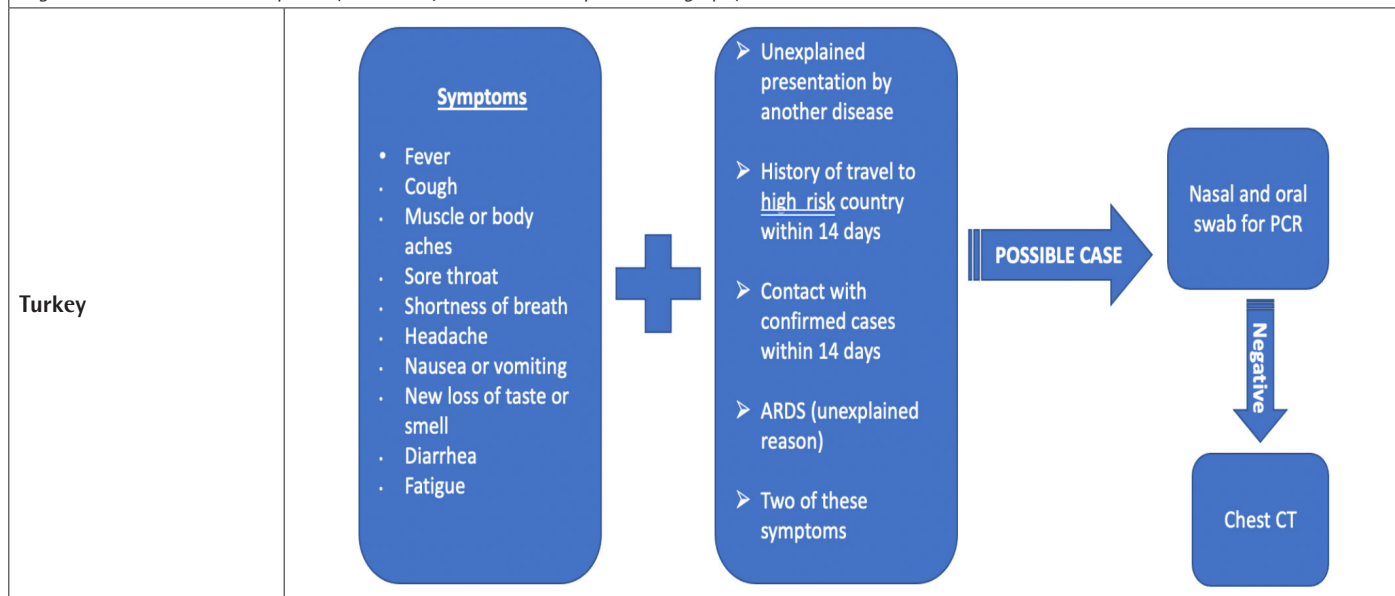 Turkey
Symptoms
• Fever
• Cough
• Muscle or body
aches
• Sore throat
• Shortness of breath
• Headache
• Nausea or vomiting
• New loss of taste or
smell
• Diarrhea
• Fatigue
➢ Unexplained
presentation by
another disease
➢ History of travel to
high risk country
within 14 days
➢ Contact with
confirmed cases
within 14 days
➢ ARDS (unexplained
reason)
➢ Two of these
symptoms
POSSIBLE CASE
Nasal and oral
swab for PCR
Negative
Chest CT